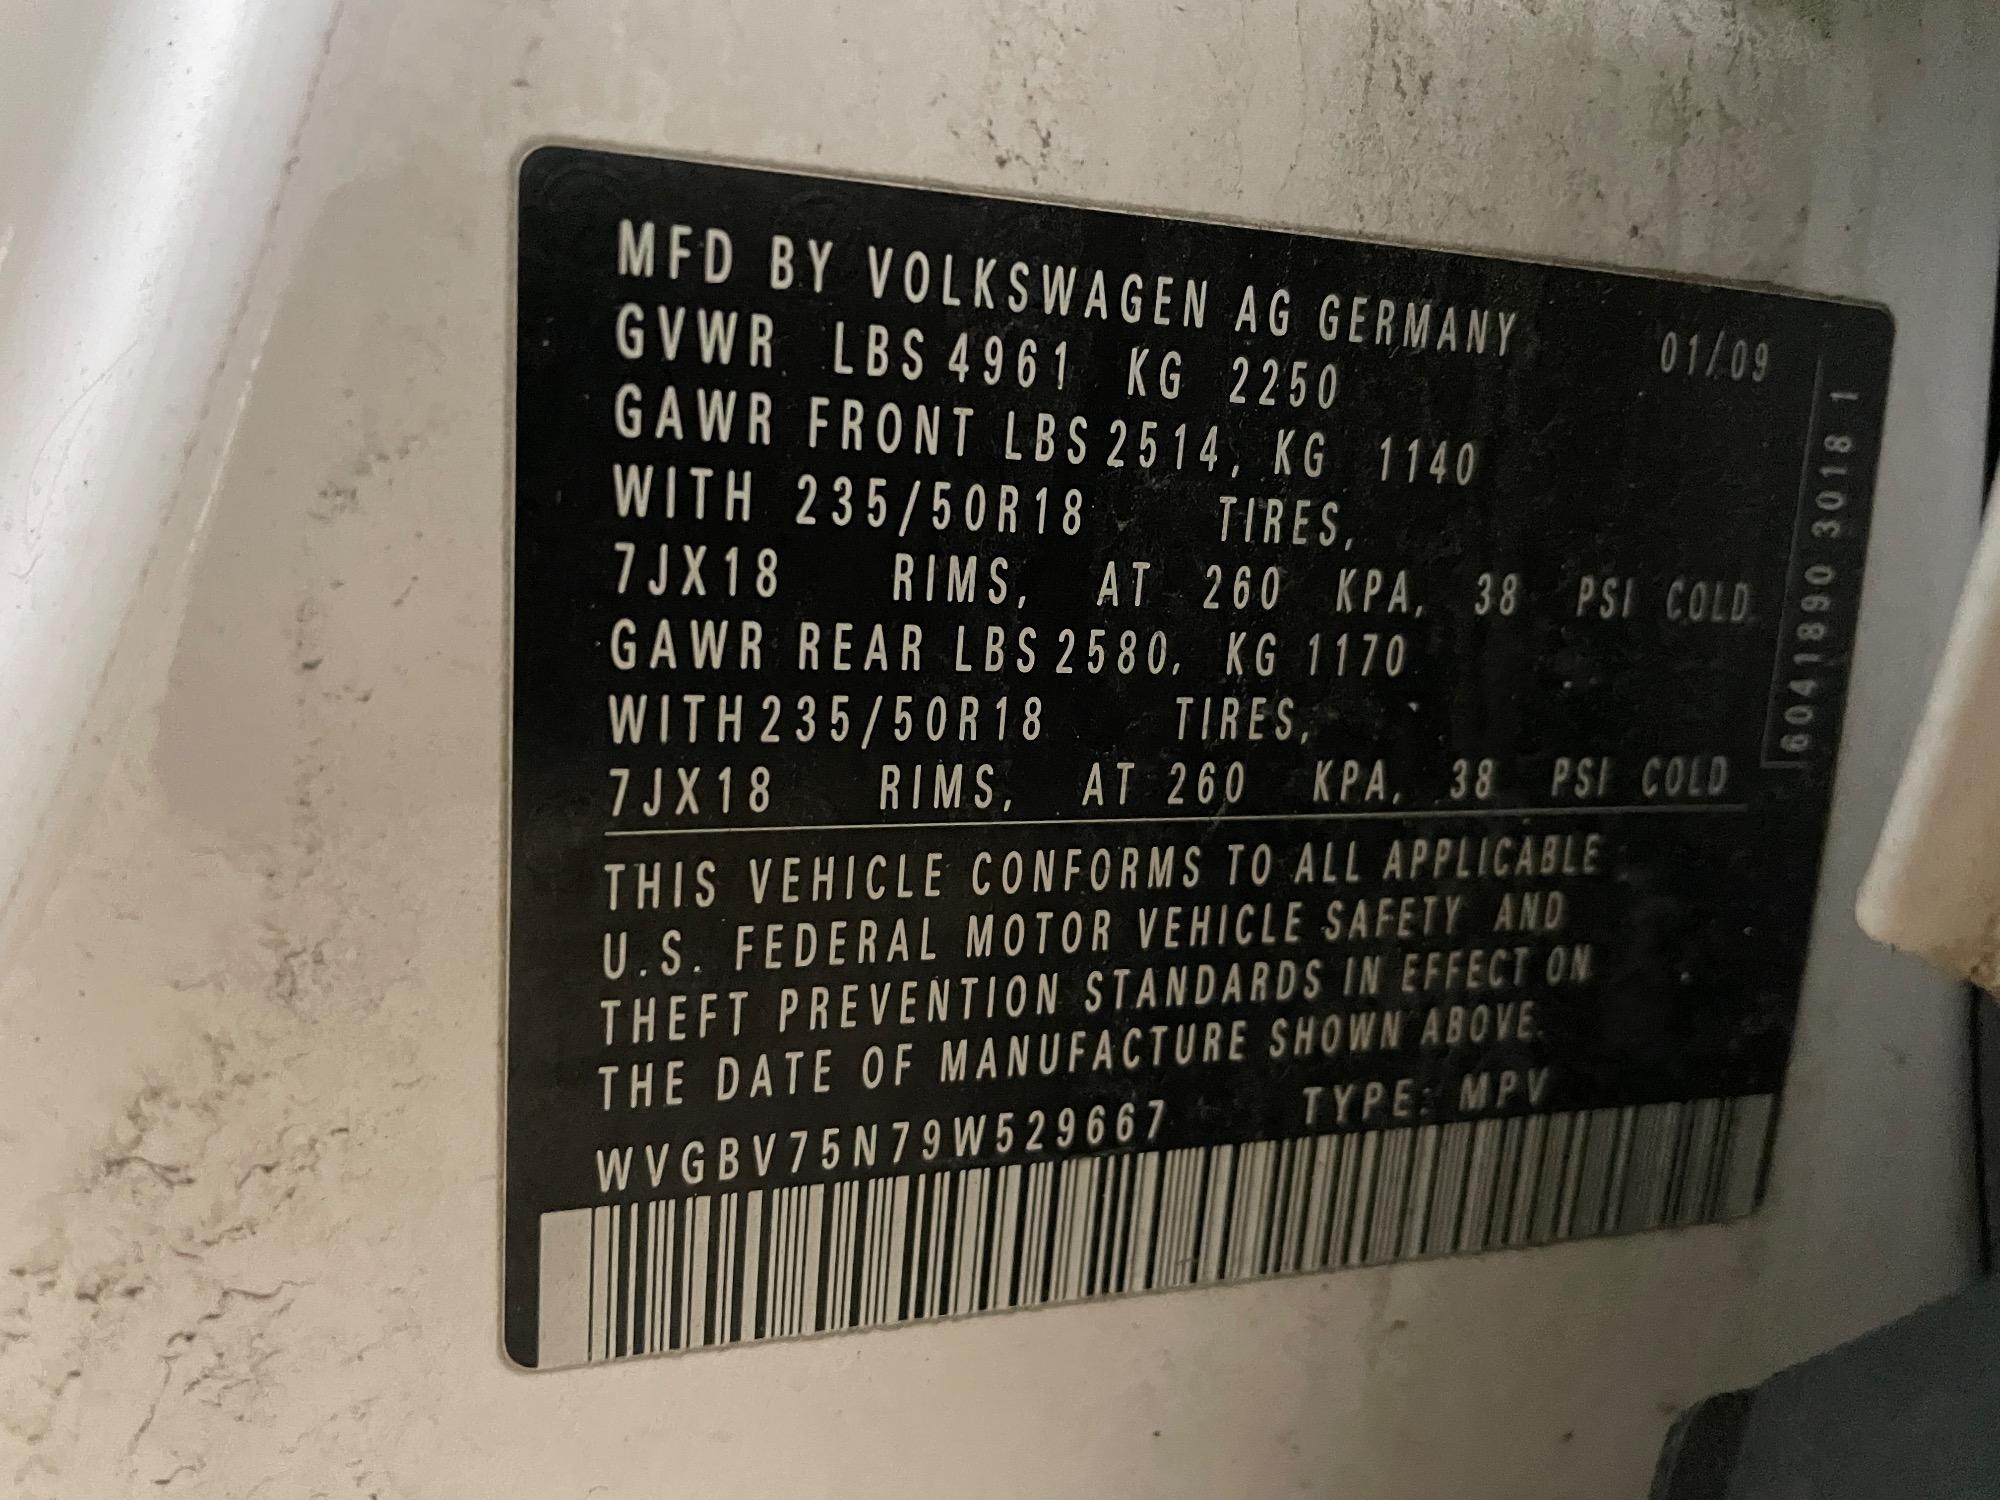 MFD BY VOLKSWAGEN AG GERMANY 01/09
GVWR LBS 4961 KG 2250
GAWR FRONT LBS 2514, KG 1140
WITH 235/50R18 TIRES,
7JX18 RIMS, AT 260 KPA, 38 PSI COLD
GAWR REAR LBS 2580, KG 1170
WITH 235/50R18 TIRES,
7JX18 RIMS, AT 260 KPA, 38 PSI COLD
THIS VEHICLE CONFORMS TO ALL APPLICABLE
U.S. FEDERAL MOTOR VEHICLE SAFETY AND
THEFT PREVENTION STANDARDS IN EFFECT ON
THE DATE OF MANUFACTURE SHOWN ABOVE.
WVGBV75N79W529667 TYPE: MPV
6041890 3018 1